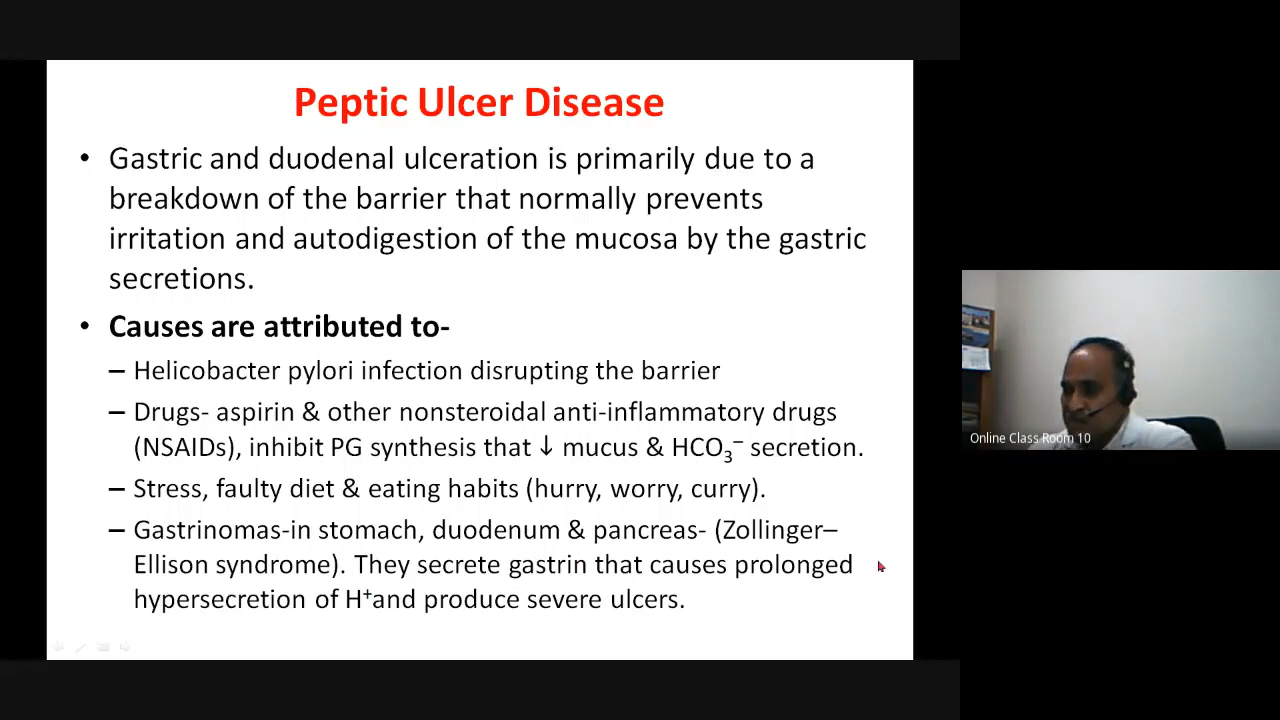 Peptic Ulcer Disease
• Gastric and duodenal ulceration is primarily due to a
breakdown of the barrier that normally prevents
irritation and autodigestion of the mucosa by the gastric
secretions.
• Causes are attributed to-
– Helicobacter pylori infection disrupting the barrier
– Drugs- aspirin & other nonsteroidal anti-inflammatory drugs
(NSAIDs), inhibit PG synthesis that ↓ mucus & HCO₃⁻ secretion.
– Stress, faulty diet & eating habits (hurry, worry, curry).
– Gastrinomas-in stomach, duodenum & pancreas- (Zollinger–
Ellison syndrome). They secrete gastrin that causes prolonged
hypersecretion of H⁺and produce severe ulcers.
Online Class Room 10